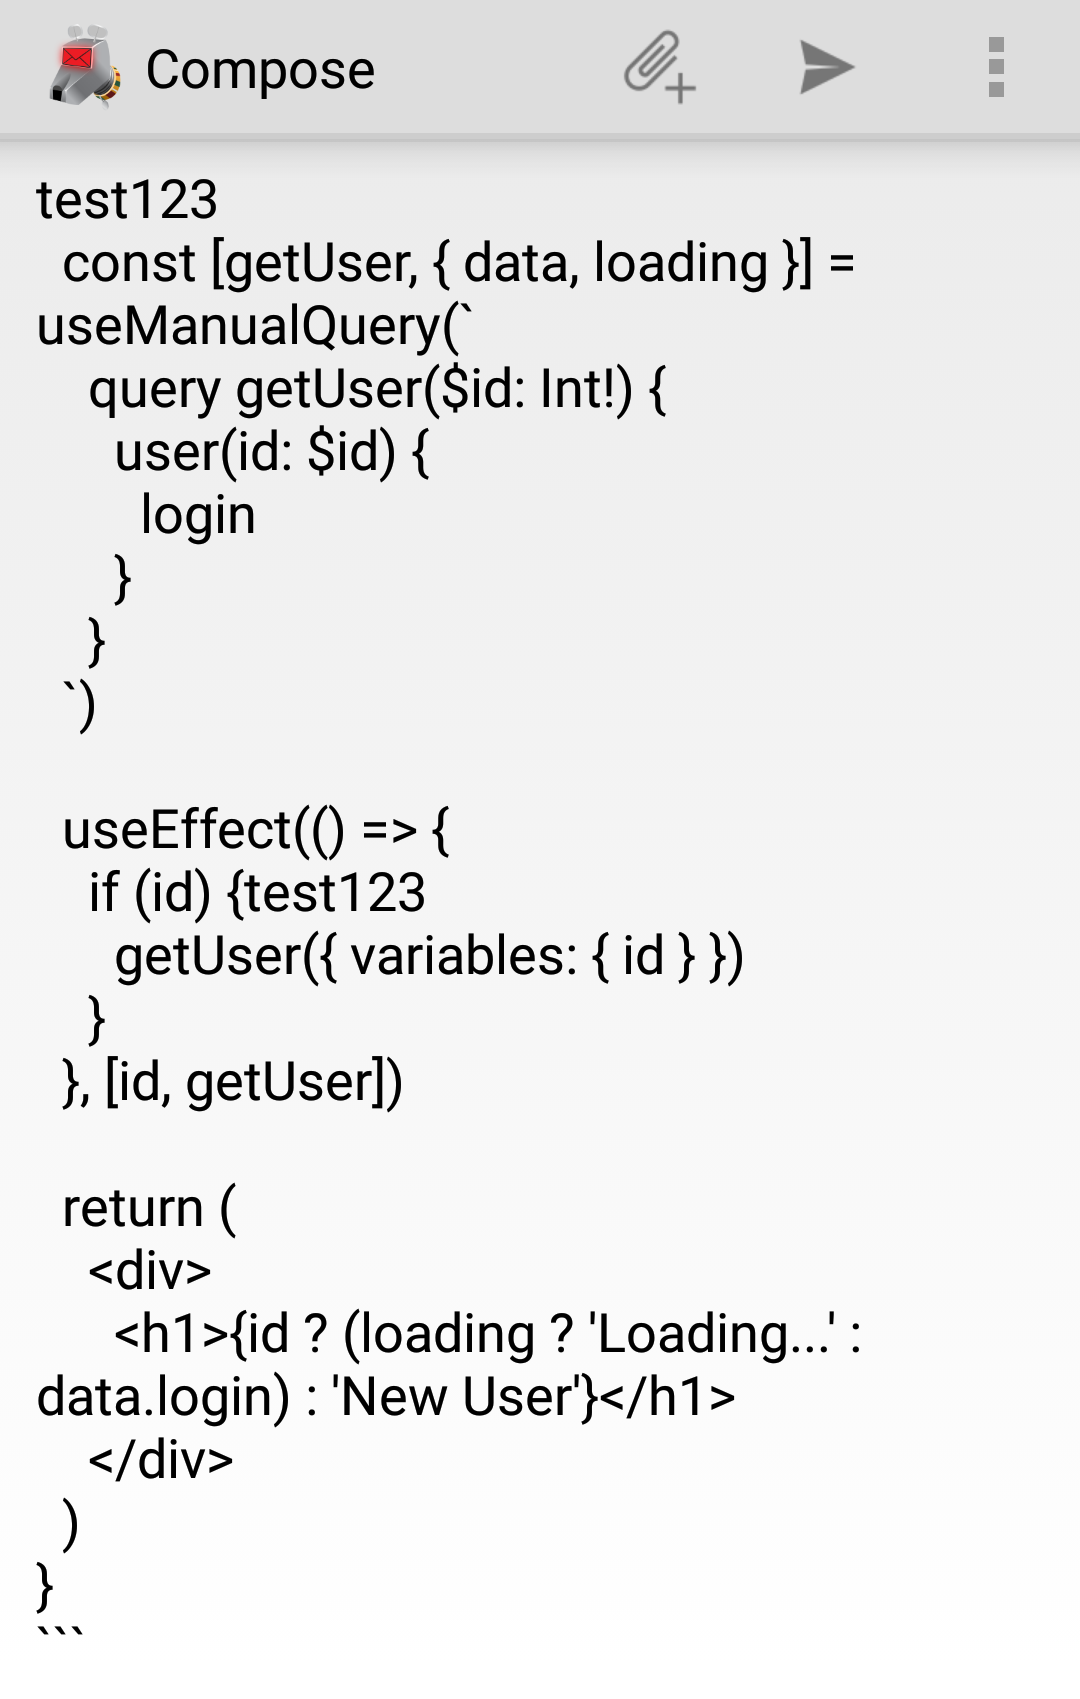 Compose
test123
  const [getUser, { data, loading }] =
useManualQuery(`
    query getUser($id: Int!) {
      user(id: $id) {
        login
      }
    }
  `)

  useEffect(() => {
    if (id) {test123
      getUser({ variables: { id } })
    }
  }, [id, getUser])

  return (
    <div>
      <h1>{id ? (loading ? 'Loading...' :
data.login) : 'New User'}</h1>
    </div>
  )
}
```